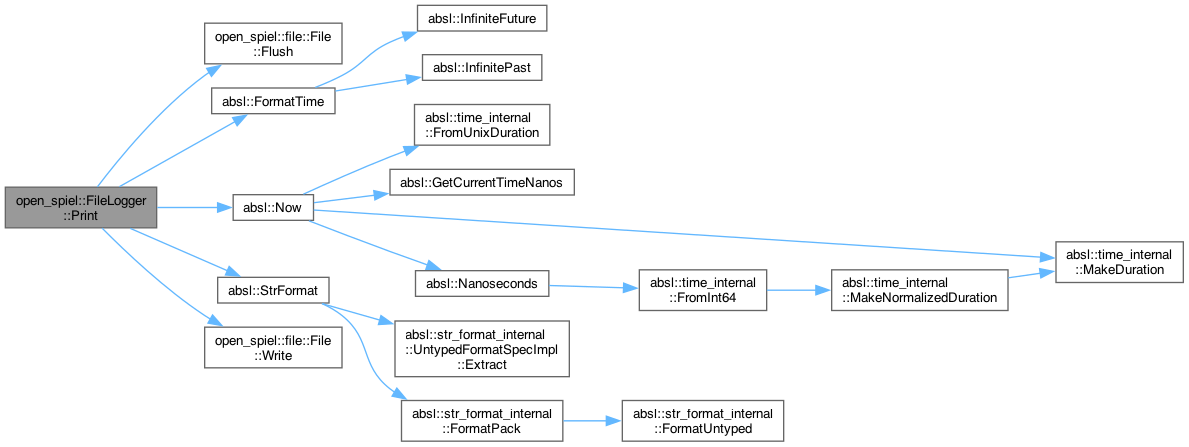 open_spiel::FileLogger
::Print
open_spiel::file::File
::Flush
absl::FormatTime
absl::InfiniteFuture
absl::InfinitePast
absl::Now
absl::time_internal
::FromUnixDuration
absl::GetCurrentTimeNanos
absl::time_internal
::MakeDuration
absl::Nanoseconds
absl::time_internal
::FromInt64
absl::time_internal
::MakeNormalizedDuration
absl::StrFormat
absl::str_format_internal
::UntypedFormatSpecImpl
::Extract
absl::str_format_internal
::FormatPack
absl::str_format_internal
::FormatUntyped
open_spiel::file::File
::Write